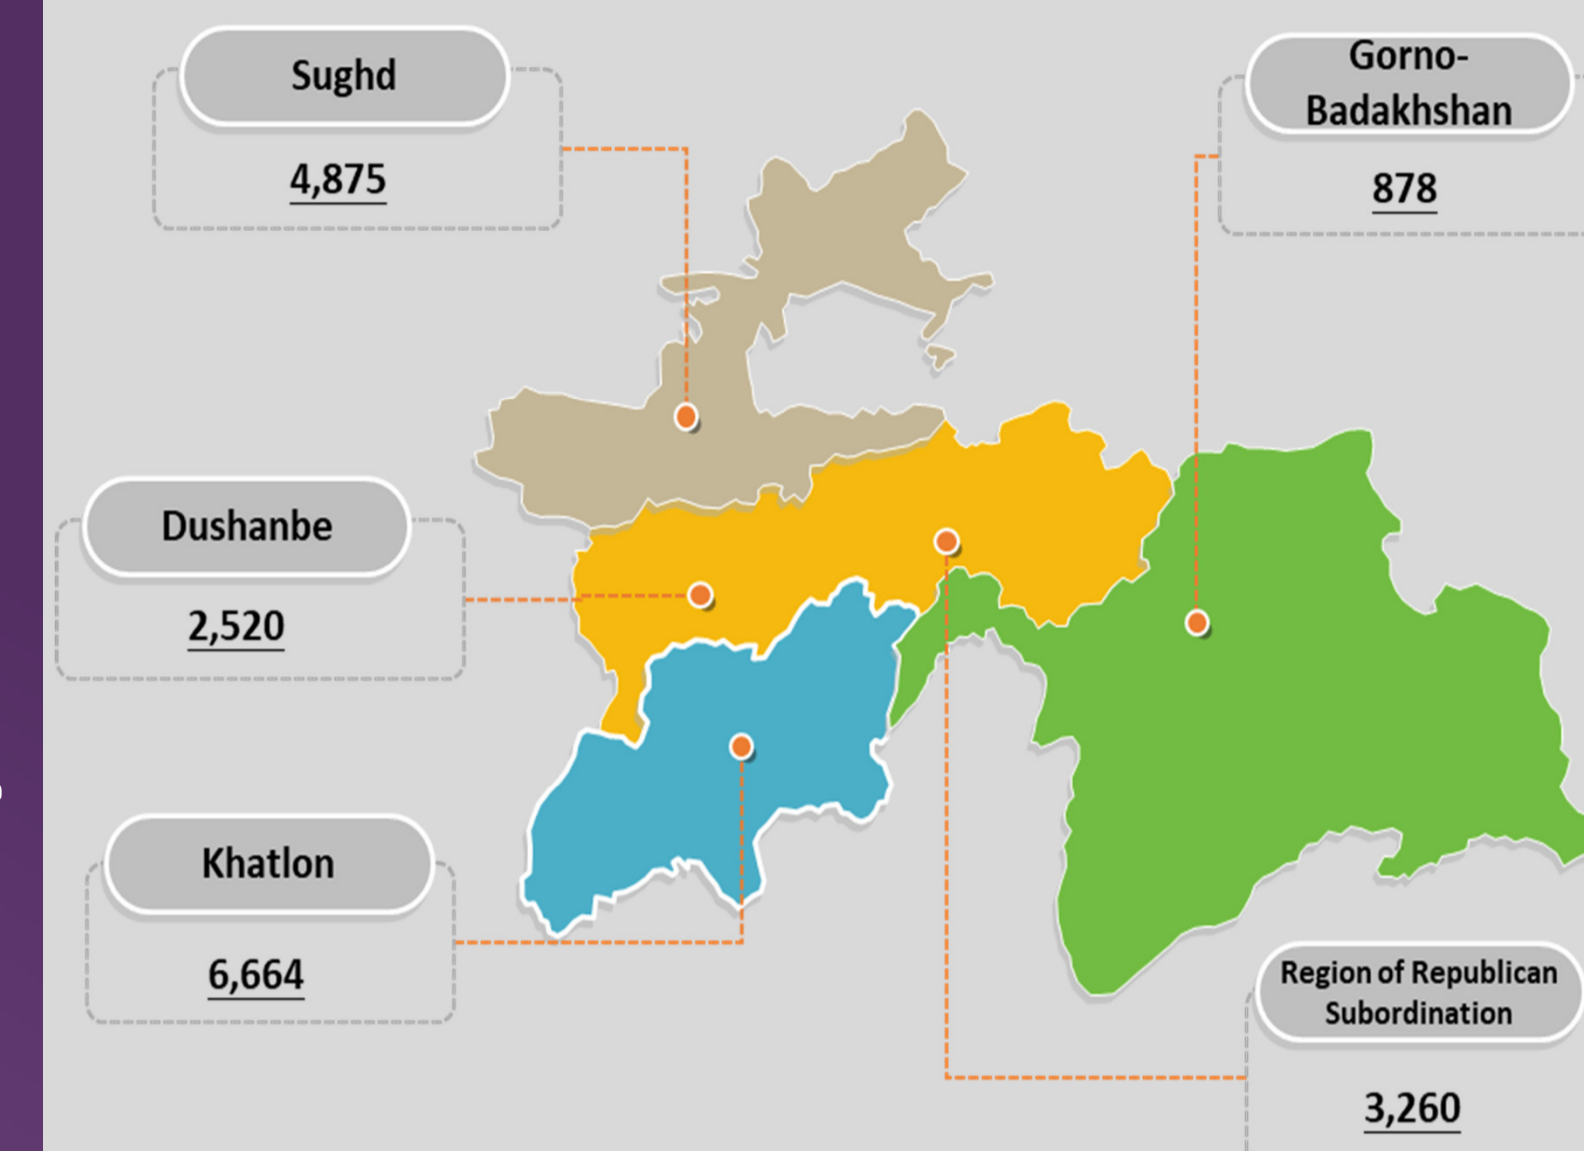 Sughd
4,875
Gorno-
Badakhshan
878
Dushanbe
2,520
Khatlon
6,664
Region of Republican
Subordination
3,260